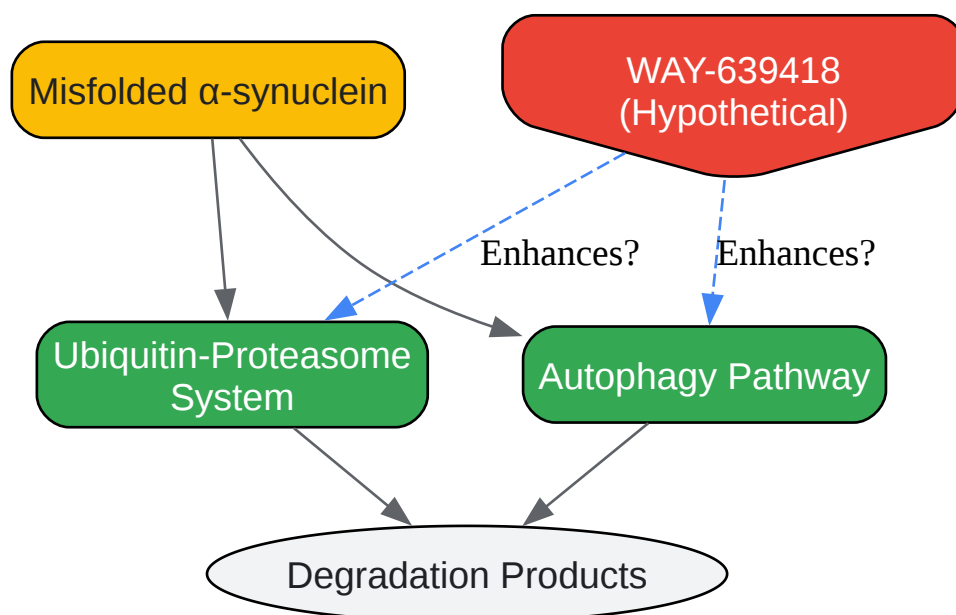 Misfolded α-synuclein
WAY-639418
(Hypothetical)
Enhances?
Enhances?
Ubiquitin-Proteasome
System
Autophagy Pathway
Degradation Products